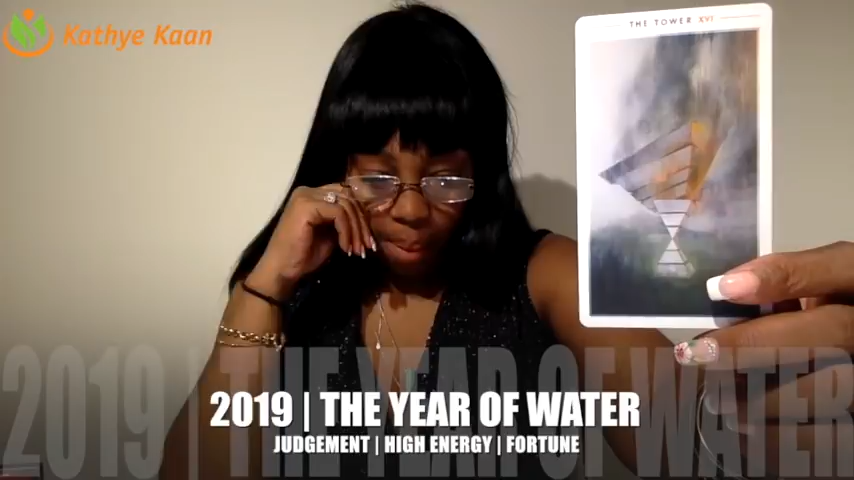 Kathye Kaan
THE TOWER XVI
2019 | THE YEAR OF WATER
2019 | THE YEAR OF WATER
JUDGEMENT | HIGH ENERGY | FORTUNE